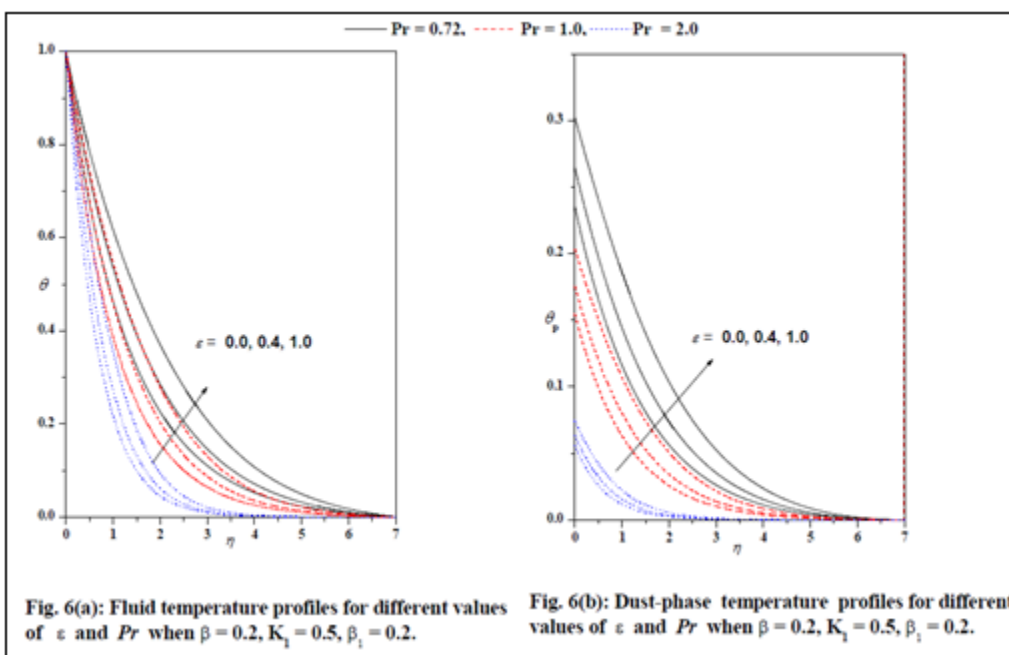 Pr = 0.72, Pr = 1.0, Pr = 2.0
1.0
0.8
0.6
θ
0.4
0.2
0.0
ε = 0.0, 0.4, 1.0
0 1 2 3 4 5 6 7
η
0.3
0.2
θp
0.1
0.0
ε = 0.0, 0.4, 1.0
0 1 2 3 4 5 6 7
η
Fig. 6(a): Fluid temperature profiles for different values
of ε and Pr when β = 0.2, K₁ = 0.5, β₁ = 0.2.
Fig. 6(b): Dust-phase temperature profiles for different
values of ε and Pr when β = 0.2, K₁ = 0.5, β₁ = 0.2.